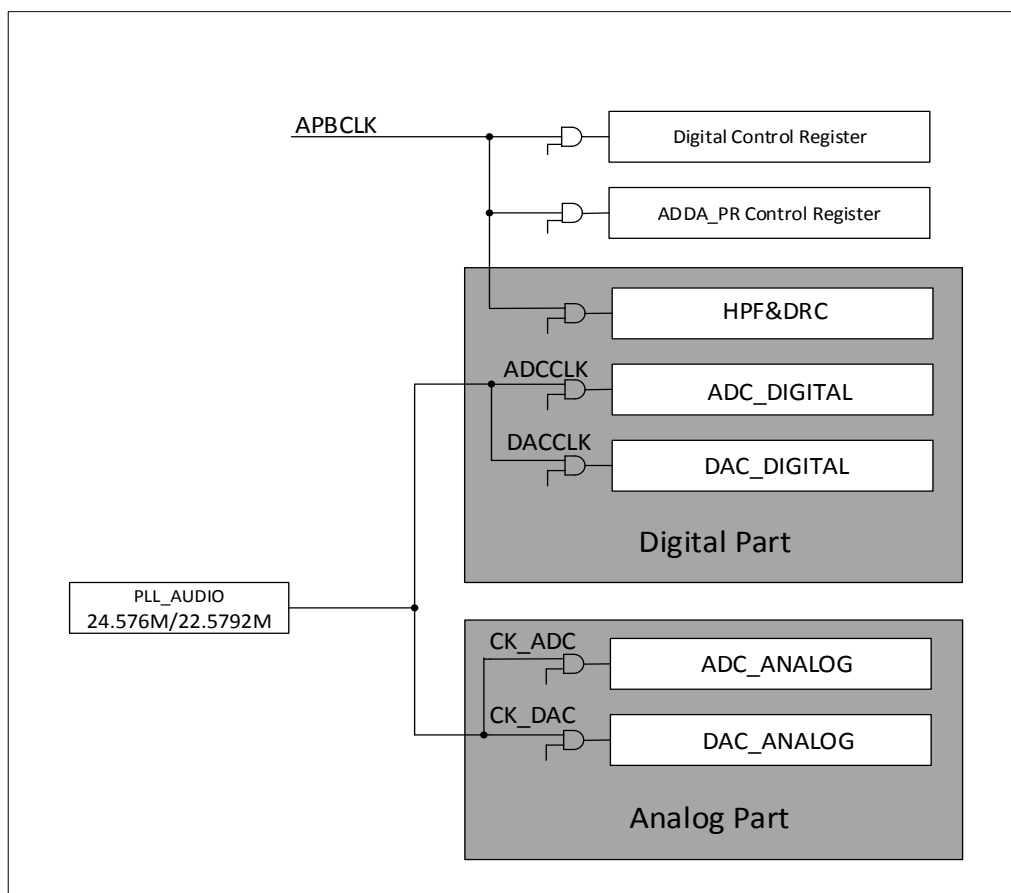 APBCLK
Digital Control Register
ADDA_PR Control Register
HPF&DRC
ADCCLK
ADC_DIGITAL
DACCLK
DAC_DIGITAL
Digital Part
PLL_AUDIO
24.576M/22.5792M
CK_ADC
ADC_ANALOG
CK_DAC
DAC_ANALOG
Analog Part